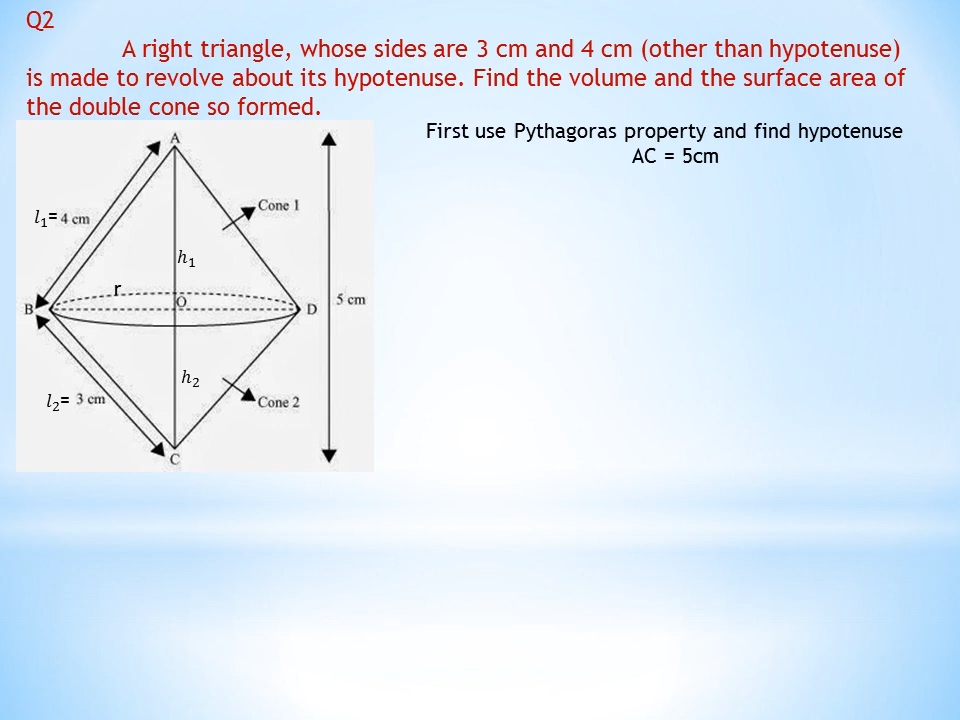 Q2
A right triangle, whose sides are 3 cm and 4 cm (other than hypotenuse)
is made to revolve about its hypotenuse. Find the volume and the surface area of
the double cone so formed.
First use Pythagoras property and find hypotenuse
AC = 5cm
A
Cone 1
l₁= 4 cm
h₁
r
B
O
D
5 cm
h₂
l₂= 3 cm
Cone 2
C